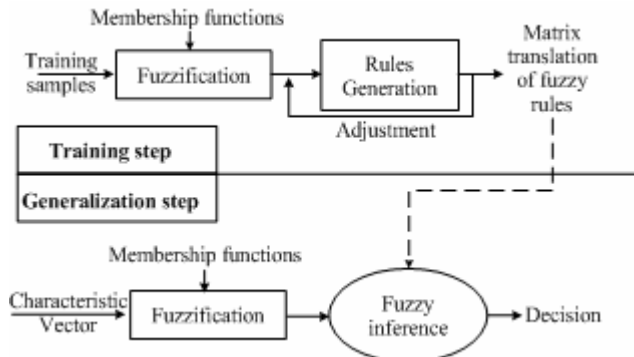 Membership functions
Training
samples
Fuzzification
Rules
Generation
Adjustment
Matrix
translation
of fuzzy
rules
Training step
Generalization step
Membership functions
Characteristic
Vector
Fuzzification
Fuzzy
inference
Decision